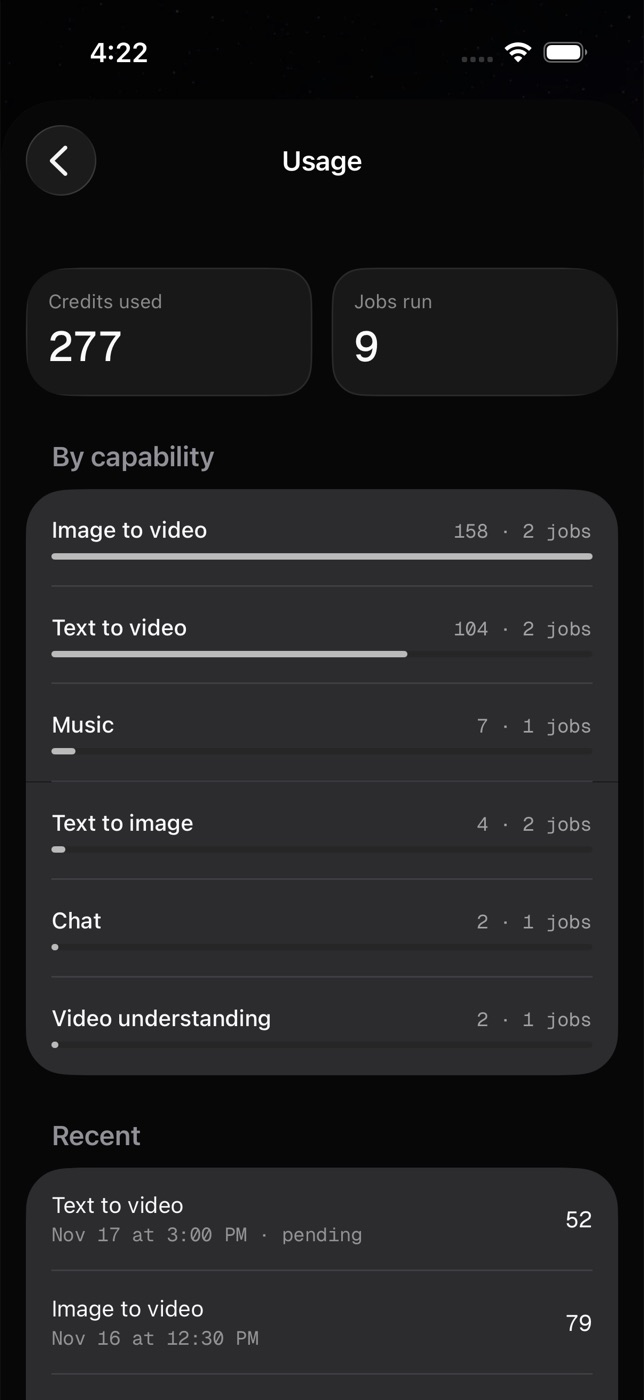 4:22
Usage
Credits used
277
Jobs run
9
By capability
Image to video 158 · 2 jobs
Text to video 104 · 2 jobs
Music 7 · 1 jobs
Text to image 4 · 2 jobs
Chat 2 · 1 jobs
Video understanding 2 · 1 jobs
Recent
Text to video
Nov 17 at 3:00 PM · pending
52
Image to video
Nov 16 at 12:30 PM
79